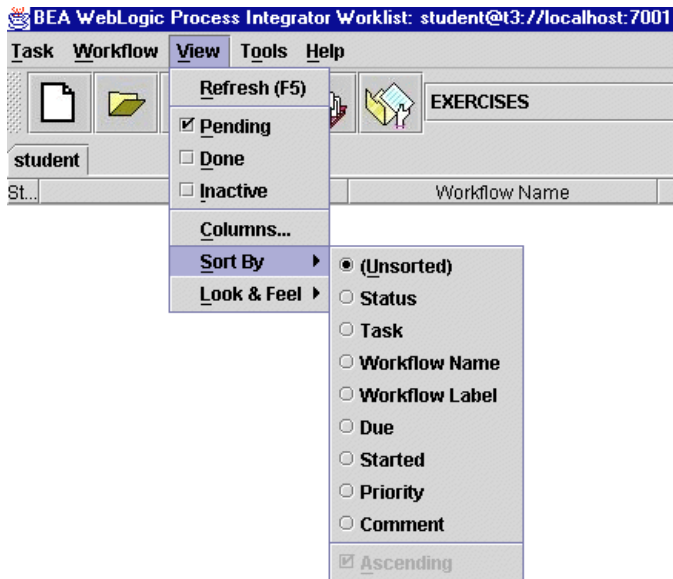 BEA WebLogic Process Integrator Worklist: student@t3://localhost:7001
Task Workflow View Tools Help
Refresh (F5)
EXERCISES
Pending
student
Done
Inactive
St...
Workflow Name
Columns...
Sort By
Look & Feel
(Unsorted)
Status
Task
Workflow Name
Workflow Label
Due
Started
Priority
Comment
Ascending